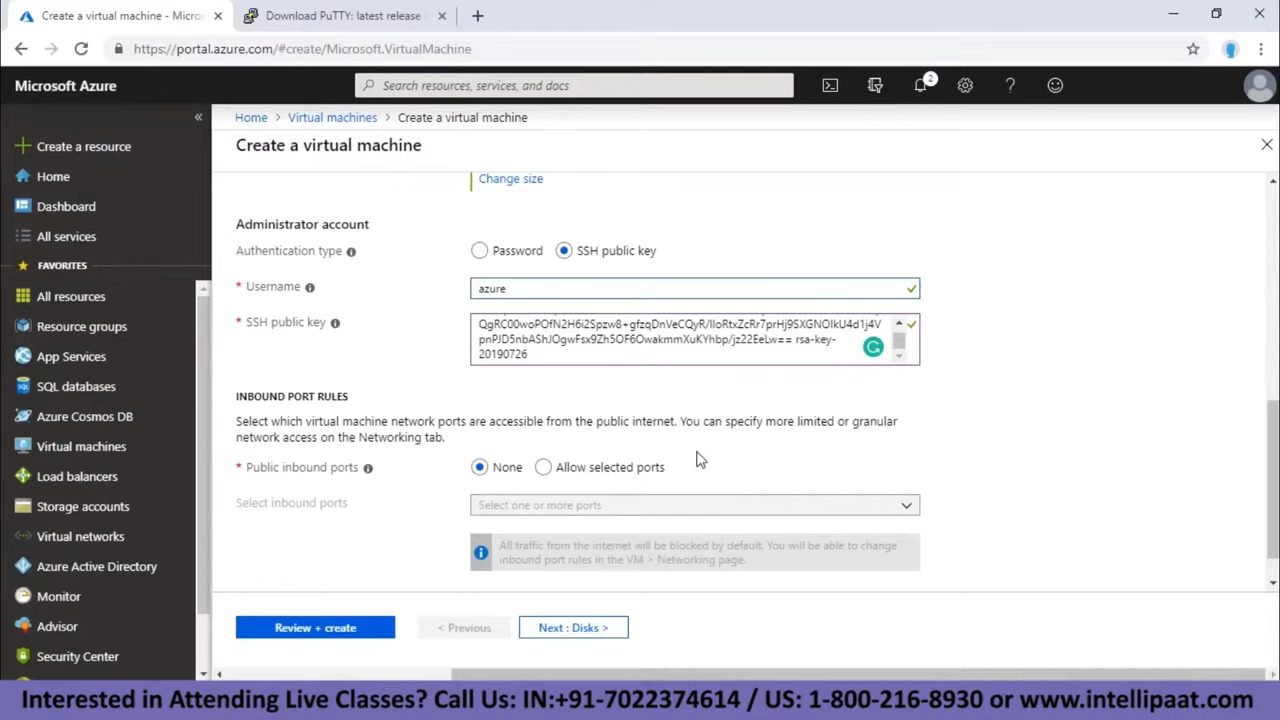 Create a virtual machine - Micros
Download PuTTY: latest release
https://portal.azure.com/#create/Microsoft.VirtualMachine
Microsoft Azure
Search resources, services, and docs
2
Home > Virtual machines > Create a virtual machine
Create a virtual machine
Create a resource
Home
Dashboard
All services
FAVORITES
All resources
Resource groups
App Services
SQL databases
Azure Cosmos DB
Virtual machines
Load balancers
Storage accounts
Virtual networks
Azure Active Directory
Monitor
Advisor
Security Center
Change size
Administrator account
Authentication type
Password
SSH public key
* Username
azure
* SSH public key
QgRC00woPOfN2H6i2Spzw8+gfzqDnVeCQyR/IIoRtxZcRr7prHj9SXGNOIkU4d1j4V
pnPJD5nbAShJOgwFsx9Zh5OF6OwakmmXuKYhbp/jz22EeLw== rsa-key-
20190726
INBOUND PORT RULES
Select which virtual machine network ports are accessible from the public internet. You can specify more limited or granular
network access on the Networking tab.
* Public inbound ports
None
Allow selected ports
Select inbound ports
Select one or more ports
All traffic from the internet will be blocked by default. You will be able to change
inbound port rules in the VM > Networking page.
Review + create
< Previous
Next : Disks >
Interested in Attending Live Classes? Call Us: IN:+91-7022374614 / US: 1-800-216-8930 or www.intellipaat.com